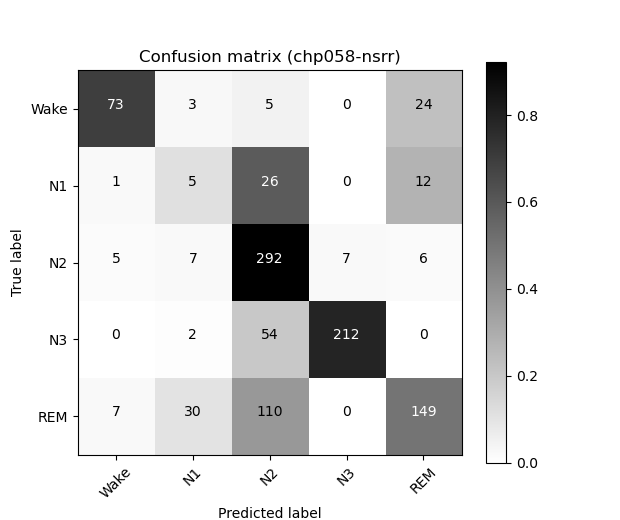 Confusion matrix (chp058-nsrr)
True label
Wake 73 3 5 0 24
N1 1 5 26 0 12
N2 5 7 292 7 6
N3 0 2 54 212 0
REM 7 30 110 0 149
Wake N1 N2 N3 REM
Predicted label
0.8
0.6
0.4
0.2
0.0